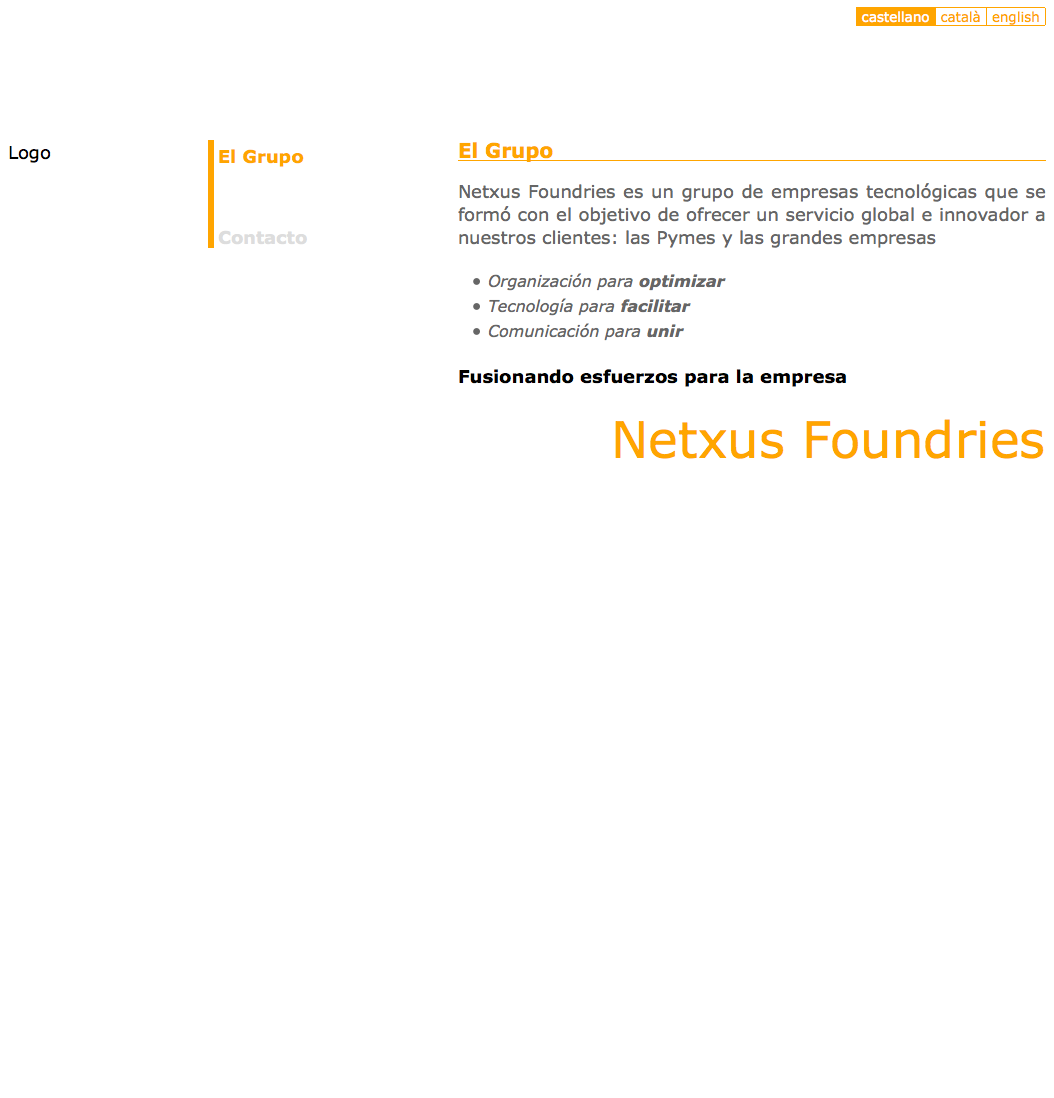 castellano català english
Logo
El Grupo
Contacto
El Grupo
Netxus Foundries es un grupo de empresas tecnológicas que se
formó con el objetivo de ofrecer un servicio global e innovador a
nuestros clientes: las Pymes y las grandes empresas
• Organización para optimizar
• Tecnología para facilitar
• Comunicación para unir
Fusionando esfuerzos para la empresa
Netxus Foundries